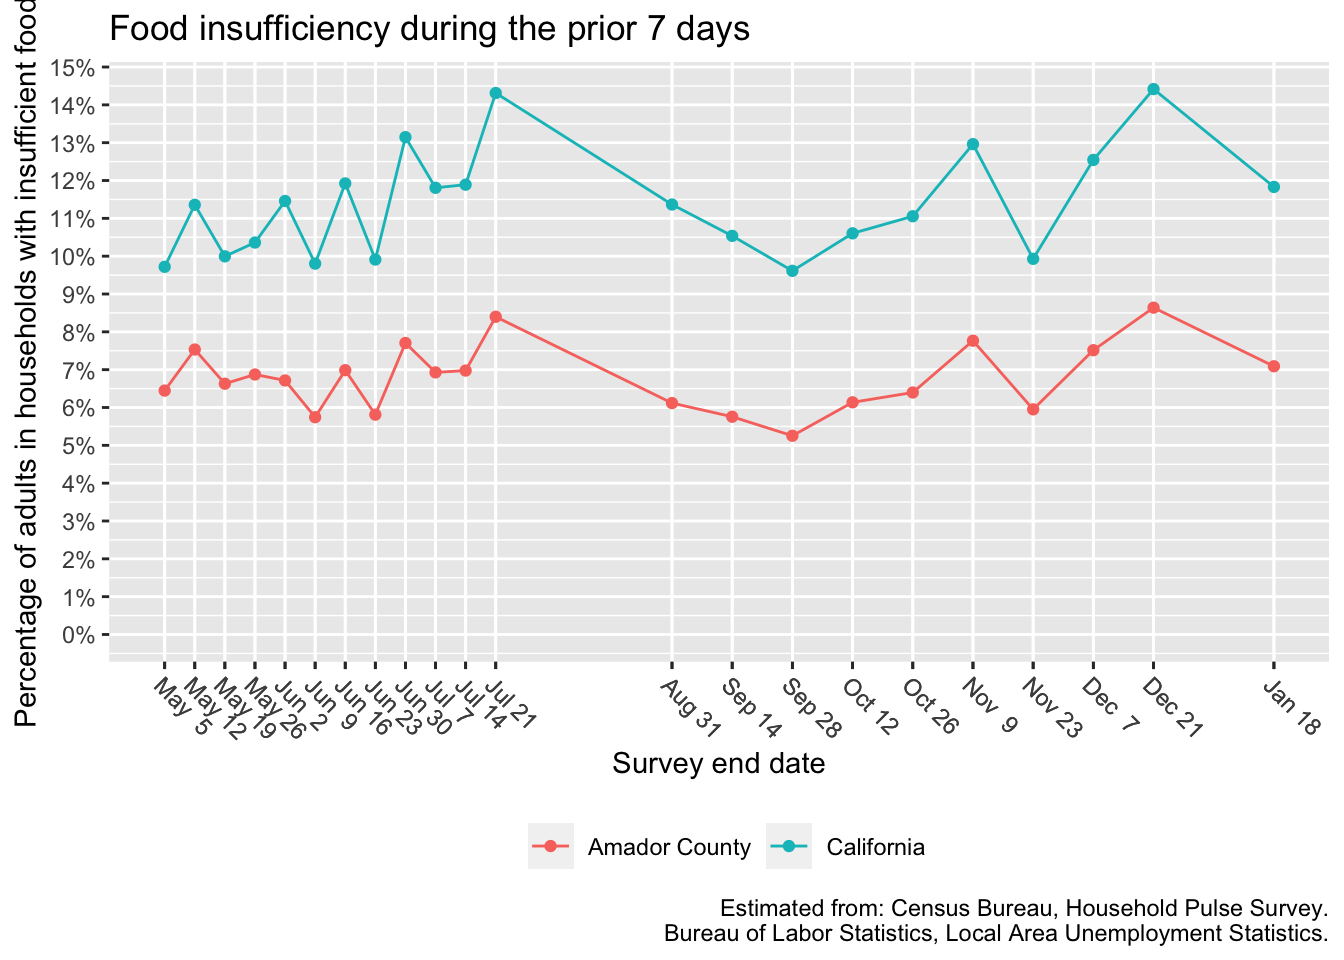 Food insufficiency during the prior 7 days
Percentage of adults in households with insufficient food
15%
14%
13%
12%
11%
10%
9%
8%
7%
6%
5%
4%
3%
2%
1%
0%
May 5
May 12
May 19
May 26
Jun 2
Jun 9
Jun 16
Jun 23
Jun 30
Jul 7
Jul 14
Jul 21
Aug 31
Sep 14
Sep 28
Oct 12
Oct 26
Nov 9
Nov 23
Dec 7
Dec 21
Jan 18
Survey end date
Amador County
California
Estimated from: Census Bureau, Household Pulse Survey.
Bureau of Labor Statistics, Local Area Unemployment Statistics.